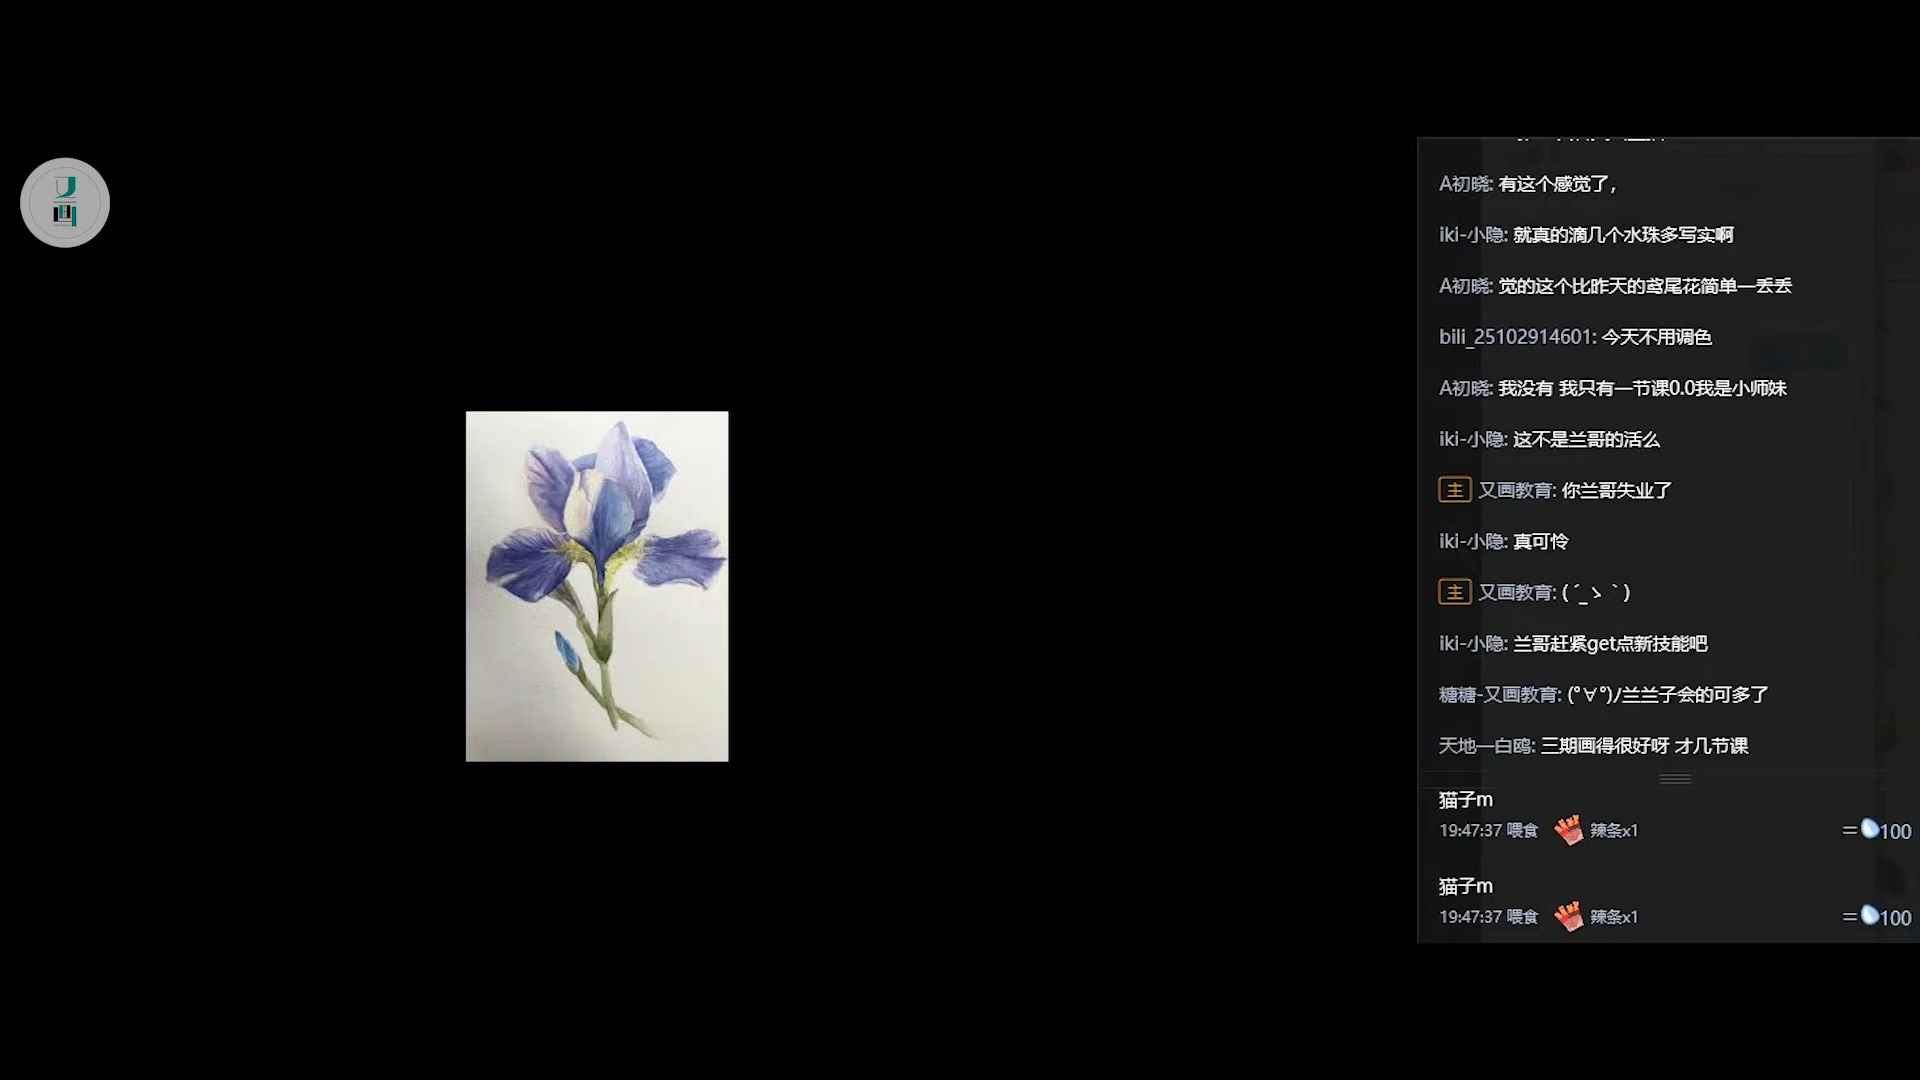 又画
A初晓: 有这个感觉了,
iki-小隐: 就真的滴几个水珠多写实啊
A初晓: 觉的这个比昨天的鸢尾花简单一丢丢
bili_25102914601: 今天不用调色
A初晓: 我没有 我只有一节课0.0我是小师妹
iki-小隐: 这不是兰哥的活么
主 又画教育: 你兰哥失业了
iki-小隐: 真可怜
主 又画教育: ( ´_ゝ｀)
iki-小隐: 兰哥赶紧get点新技能吧
糖糖-又画教育: (°∀°)/兰兰子会的可多了
天地一白鸥: 三期画得很好呀 才几节课
猫子m
19:47:37 喂食 辣条x1 =100
猫子m
19:47:37 喂食 辣条x1 =100